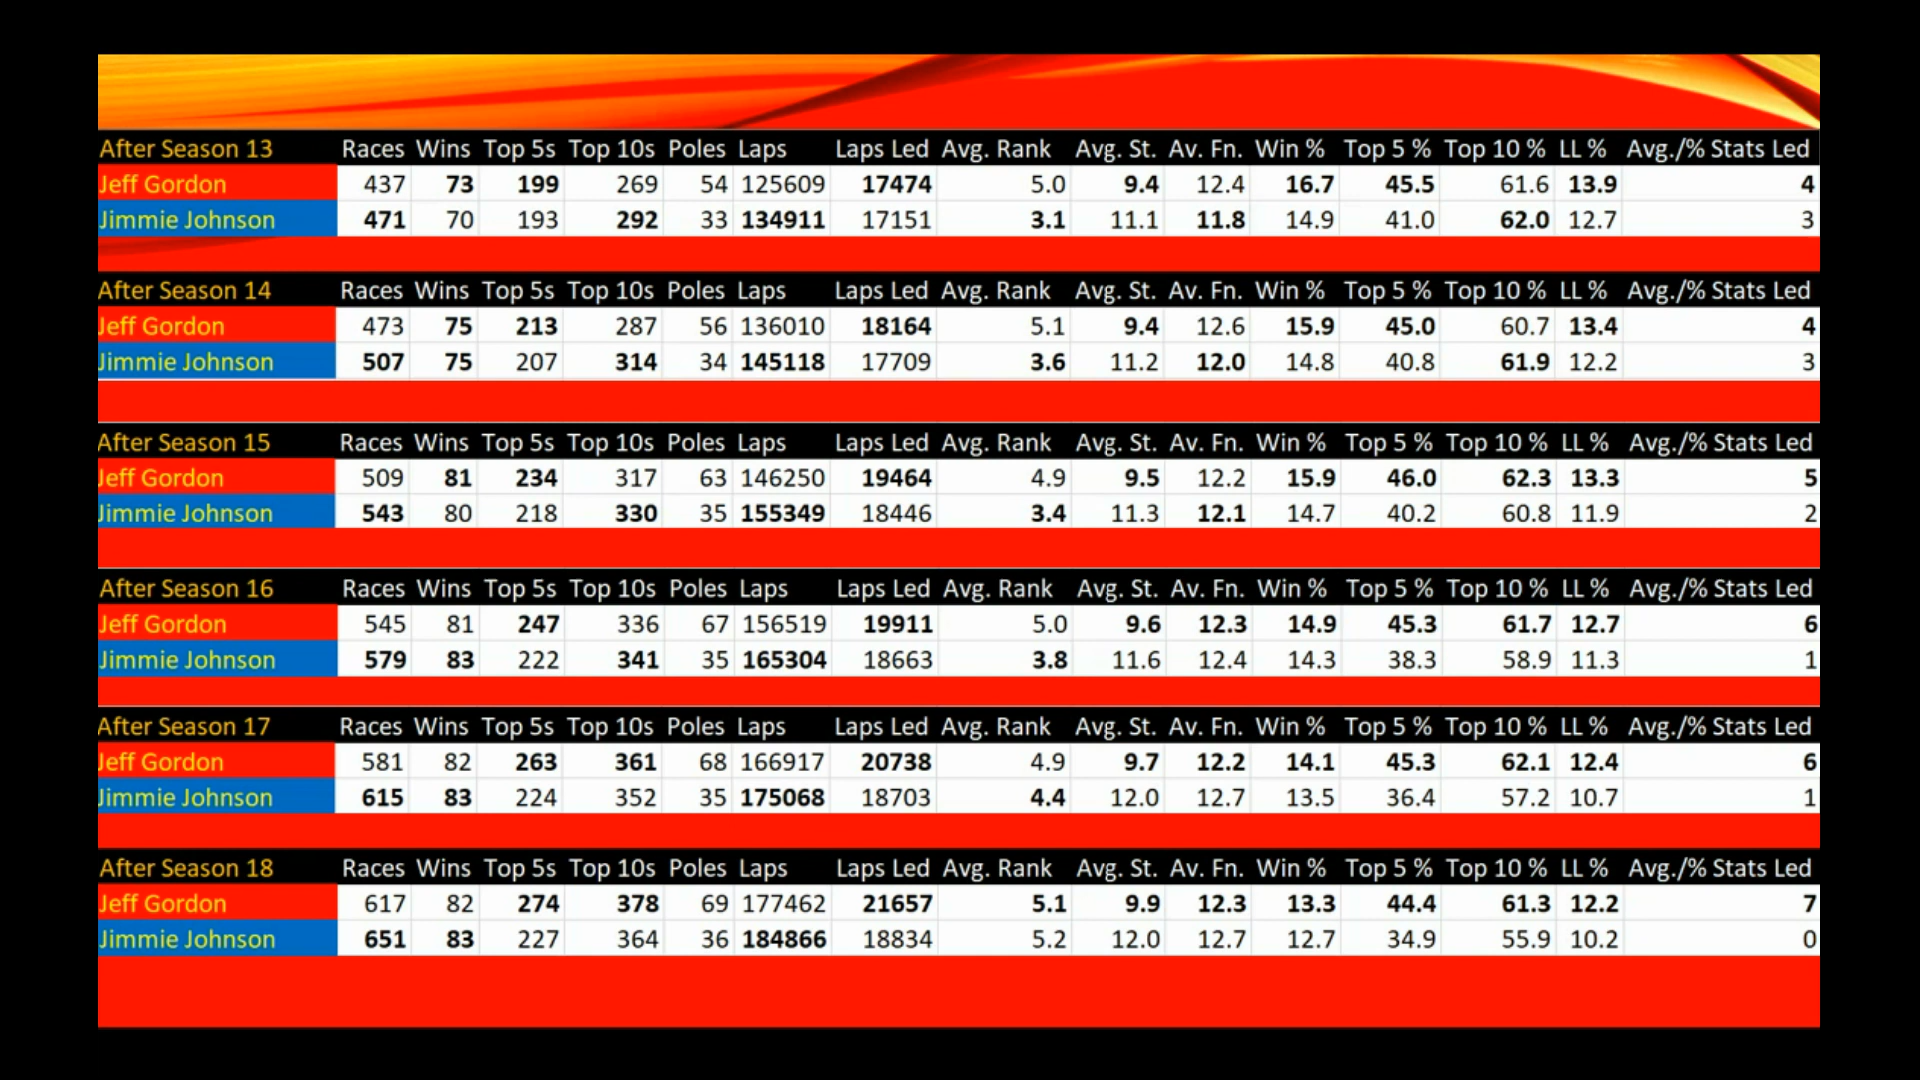 After Season 13 Races Wins Top 5s Top 10s Poles Laps Laps Led Avg. Rank Avg. St. Av. Fn. Win % Top 5 % Top 10 % LL % Avg./% Stats Led
Jeff Gordon 437 73 199 269 54 125609 17474 5.0 9.4 12.4 16.7 45.5 61.6 13.9 4
Jimmie Johnson 471 70 193 292 33 134911 17151 3.1 11.1 11.8 14.9 41.0 62.0 12.7 3
After Season 14 Races Wins Top 5s Top 10s Poles Laps Laps Led Avg. Rank Avg. St. Av. Fn. Win % Top 5 % Top 10 % LL % Avg./% Stats Led
Jeff Gordon 473 75 213 287 56 136010 18164 5.1 9.4 12.6 15.9 45.0 60.7 13.4 4
Jimmie Johnson 507 75 207 314 34 145118 17709 3.6 11.2 12.0 14.8 40.8 61.9 12.2 3
After Season 15 Races Wins Top 5s Top 10s Poles Laps Laps Led Avg. Rank Avg. St. Av. Fn. Win % Top 5 % Top 10 % LL % Avg./% Stats Led
Jeff Gordon 509 81 234 317 63 146250 19464 4.9 9.5 12.2 15.9 46.0 62.3 13.3 5
Jimmie Johnson 543 80 218 330 35 155349 18446 3.4 11.3 12.1 14.7 40.2 60.8 11.9 2
After Season 16 Races Wins Top 5s Top 10s Poles Laps Laps Led Avg. Rank Avg. St. Av. Fn. Win % Top 5 % Top 10 % LL % Avg./% Stats Led
Jeff Gordon 545 81 247 336 67 156519 19911 5.0 9.6 12.3 14.9 45.3 61.7 12.7 6
Jimmie Johnson 579 83 222 341 35 165304 18663 3.8 11.6 12.4 14.3 38.3 58.9 11.3 1
After Season 17 Races Wins Top 5s Top 10s Poles Laps Laps Led Avg. Rank Avg. St. Av. Fn. Win % Top 5 % Top 10 % LL % Avg./% Stats Led
Jeff Gordon 581 82 263 361 68 166917 20738 4.9 9.7 12.2 14.1 45.3 62.1 12.4 6
Jimmie Johnson 615 83 224 352 35 175068 18703 4.4 12.0 12.7 13.5 36.4 57.2 10.7 1
After Season 18 Races Wins Top 5s Top 10s Poles Laps Laps Led Avg. Rank Avg. St. Av. Fn. Win % Top 5 % Top 10 % LL % Avg./% Stats Led
Jeff Gordon 617 82 274 378 69 177462 21657 5.1 9.9 12.3 13.3 44.4 61.3 12.2 7
Jimmie Johnson 651 83 227 364 36 184866 18834 5.2 12.0 12.7 12.7 34.9 55.9 10.2 0